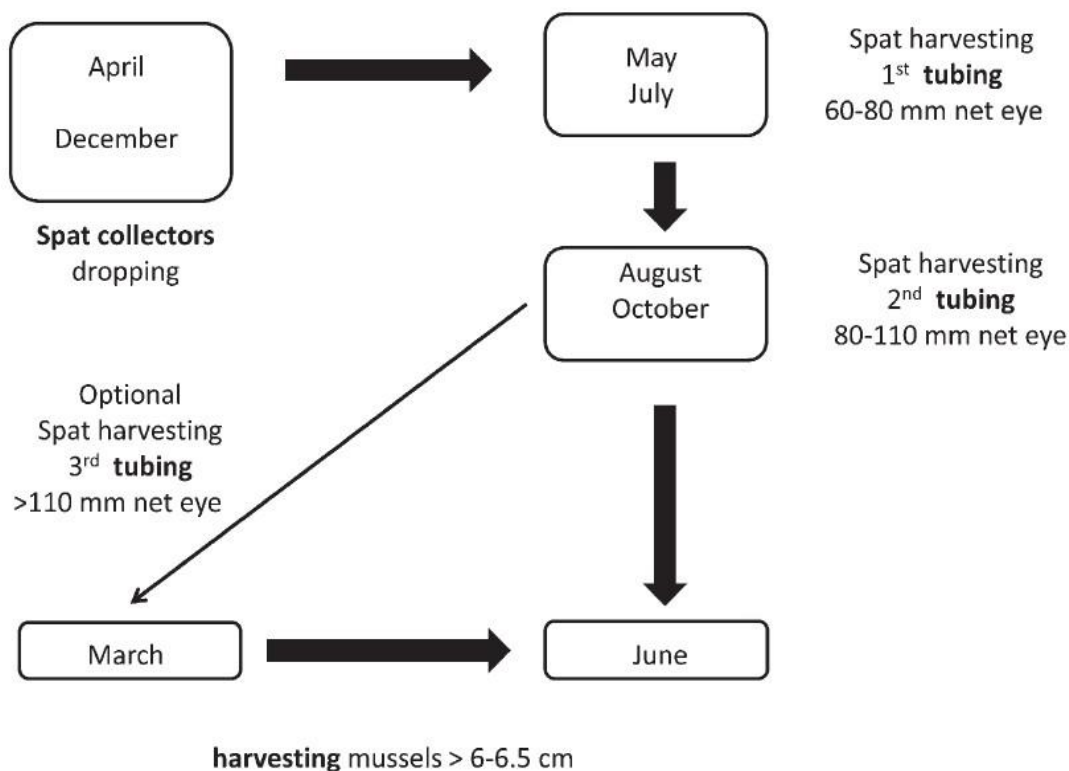 April
December
Spat collectors
dropping
May
July
Spat harvesting
1st tubing
60-80 mm net eye
August
October
Spat harvesting
2nd tubing
80-110 mm net eye
Optional
Spat harvesting
3rd tubing
>110 mm net eye
March
June
harvesting mussels > 6-6.5 cm